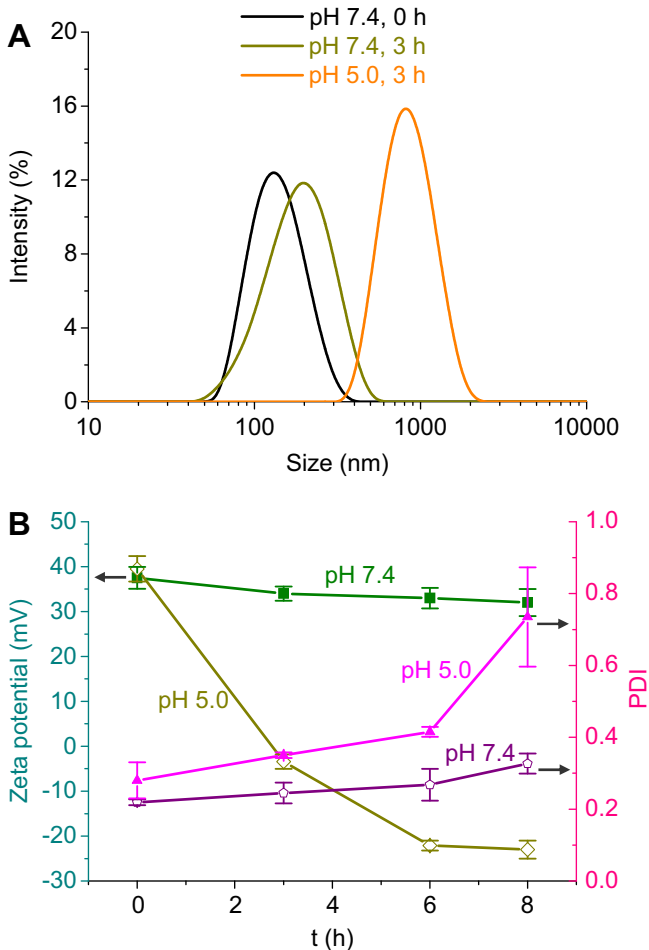 A
pH 7.4, 0 h
pH 7.4, 3 h
pH 5.0, 3 h
20
16
12
8
4
0
Intensity (%)
10 100 1000 10000
Size (nm)
B
50
40
30
20
10
0
-10
-20
-30
Zeta potential (mV)
pH 7.4
pH 5.0
pH 5.0
pH 7.4
1.0
0.8
0.6
0.4
0.2
0.0
PDI
0 2 4 6 8
t (h)